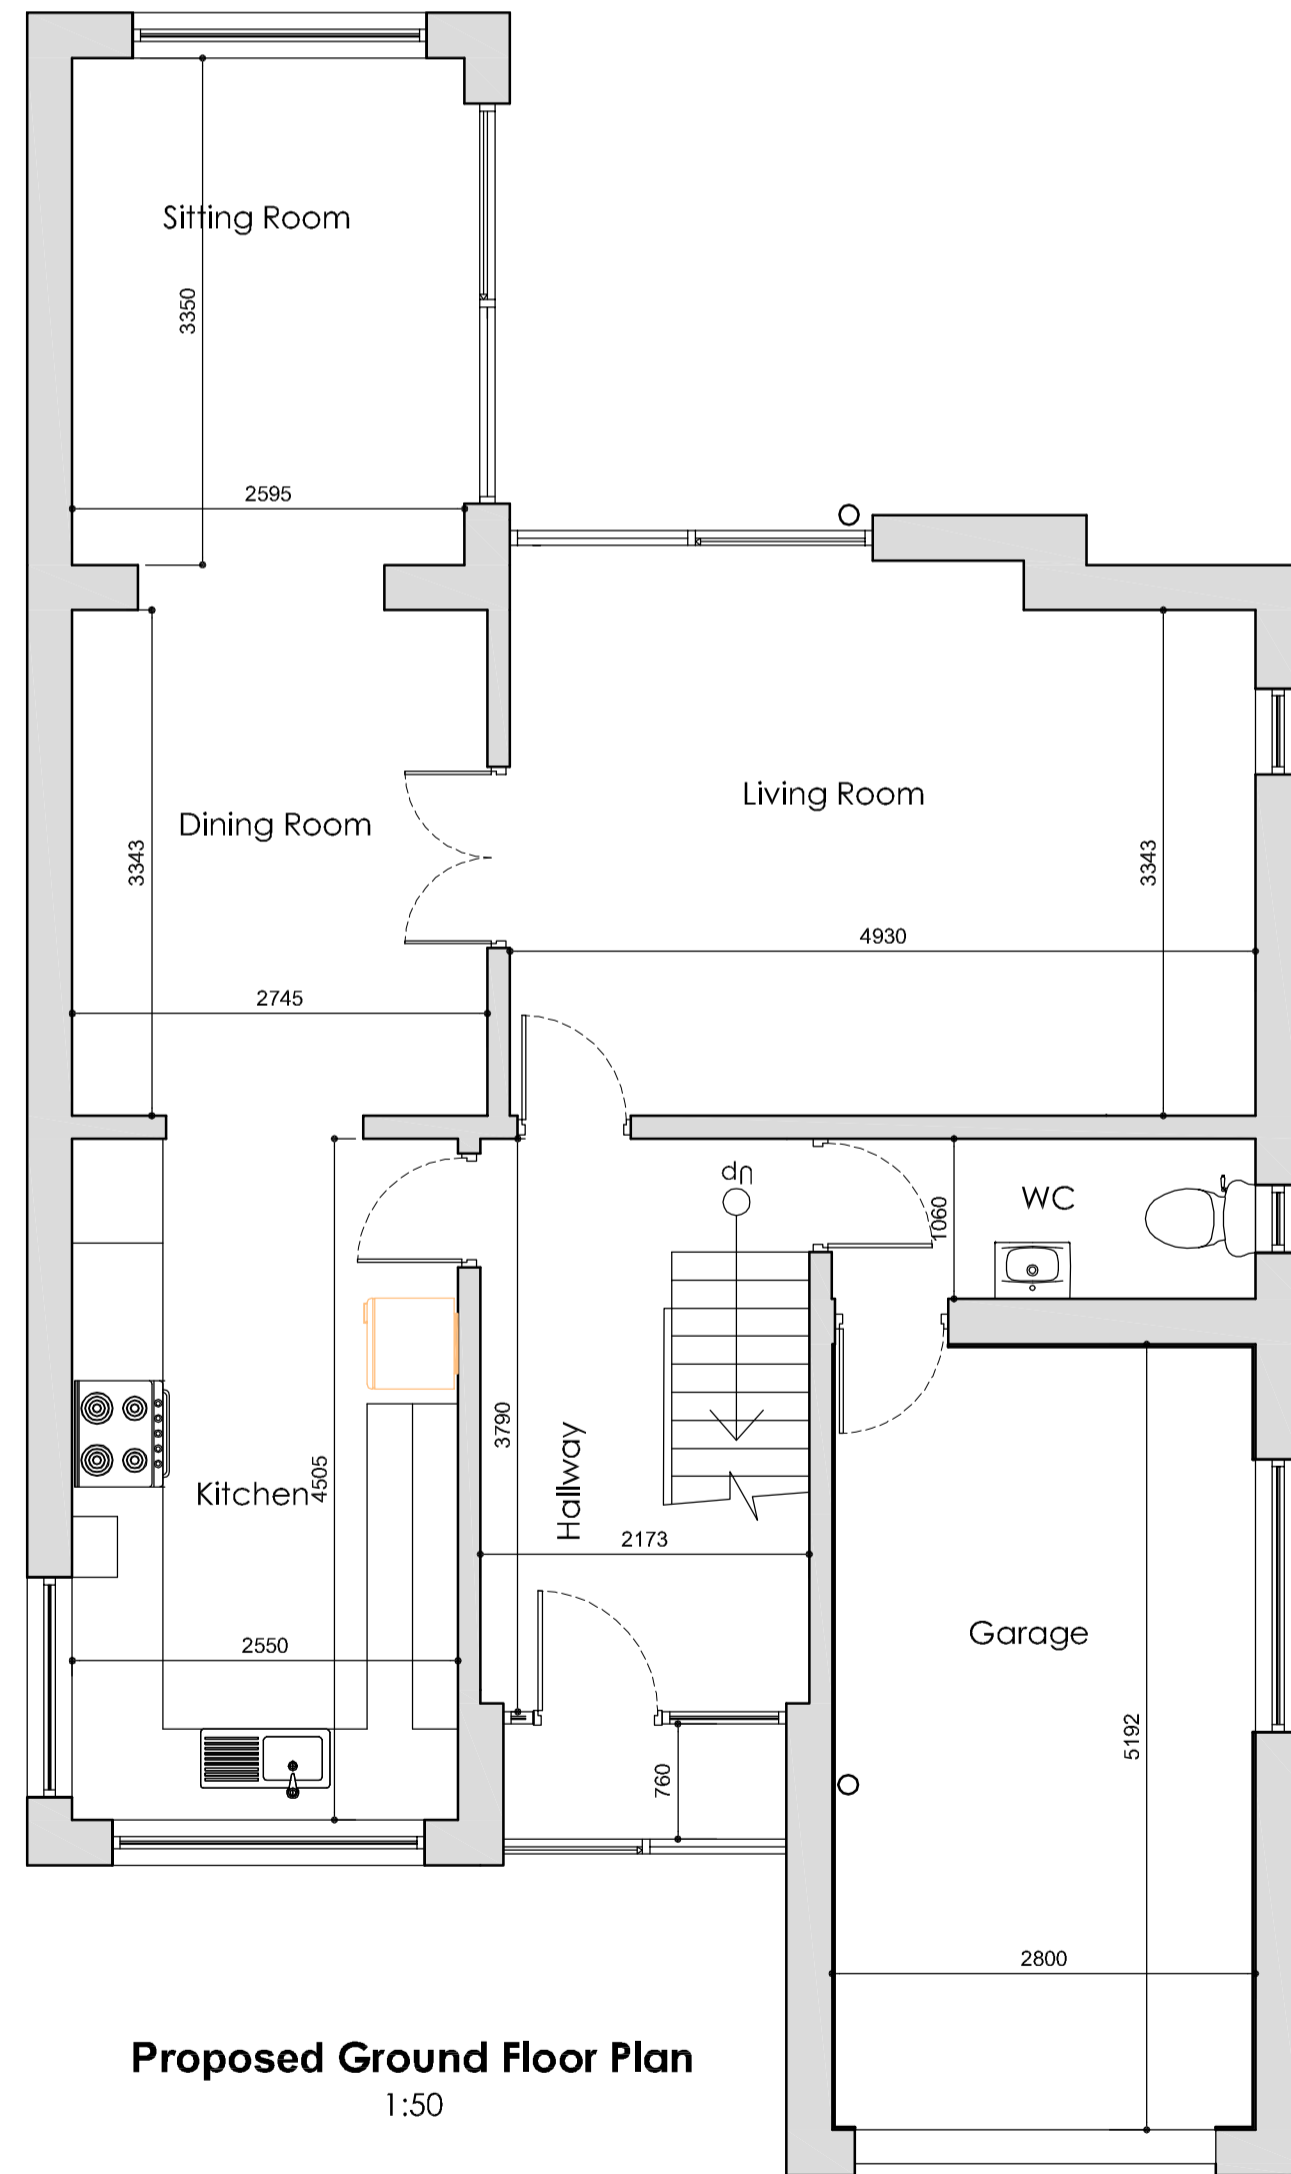 Sitting Room
3350
2595
Living Room
Dining Room
3343
3343
4930
2745
up
WC
1060
3790
Hallway
Kitchen
4505
2173
2550
Garage
760
5192
2800
Proposed Ground Floor Plan
1:50